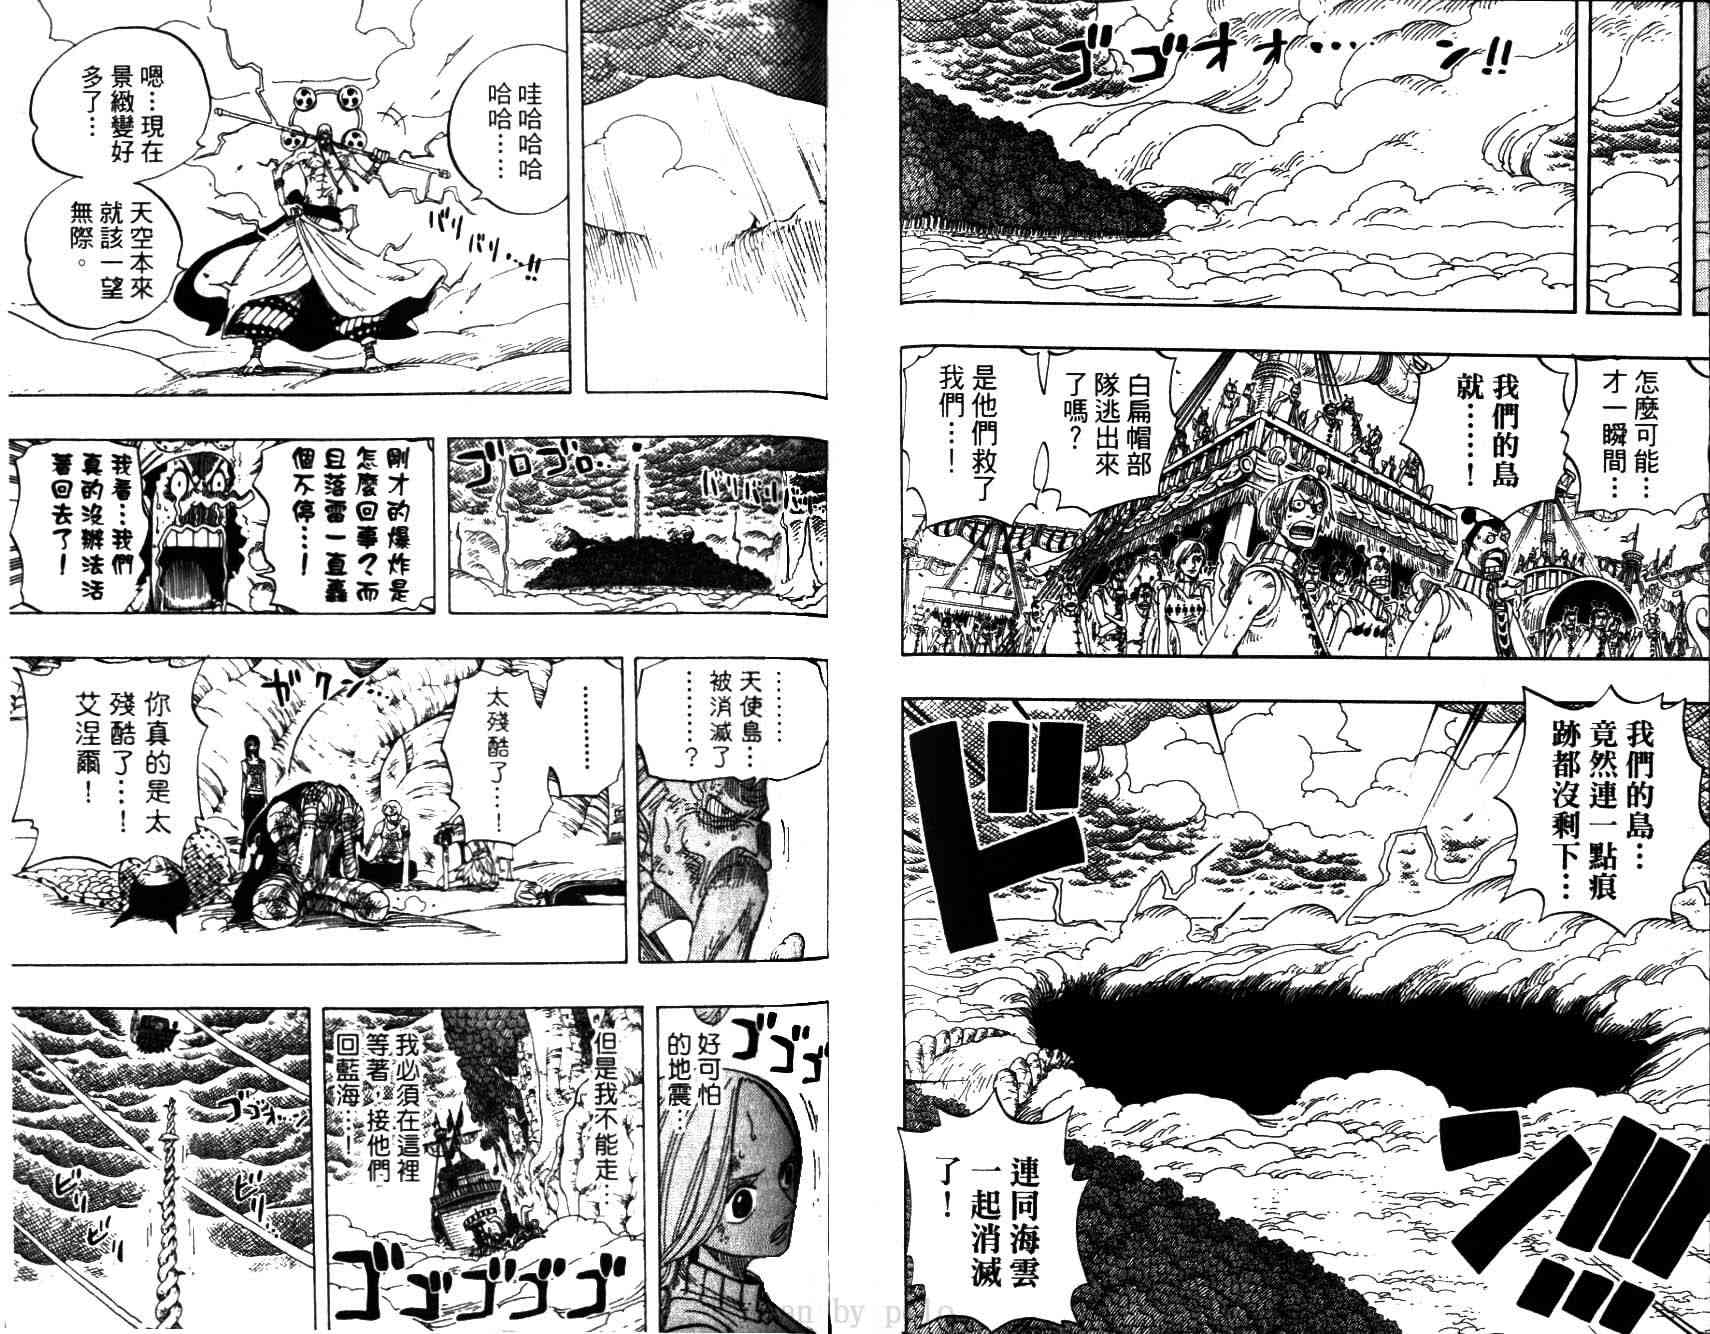 ゴゴォォ…ン!!
怎麼可能…
才一瞬間…
我們的島
就……！
白扁帽部
隊逃出來
了嗎？
是他們救了
我們…！
我們的島…
竟然連一點痕
跡都沒剩下…
ドン!!!
連同海雲
一起消滅
了！
哇哈哈哈
哈哈……
嗯…現在
景緻變好
多了…
天空本來
就該一望
無際。
バリバリ…!!
バリバリ
ゴロゴロ…
剛才的爆炸是
怎麼回事？而
且落雷一直轟
個不停…！
我看…我們
真的沒辦法活
著回去了！
………
天使島…
被消滅了
………？
………
太殘酷了…！
ガクン…
你真的是太
殘酷了…！
艾涅爾！
ゴゴゴ
好可怕
的地震…
但是我不能走…
我必須在這裡
等著，接他們
回藍海…！
ゴゴゴゴゴ
ゴゴォォン…
ビリビリ
ビリビリ